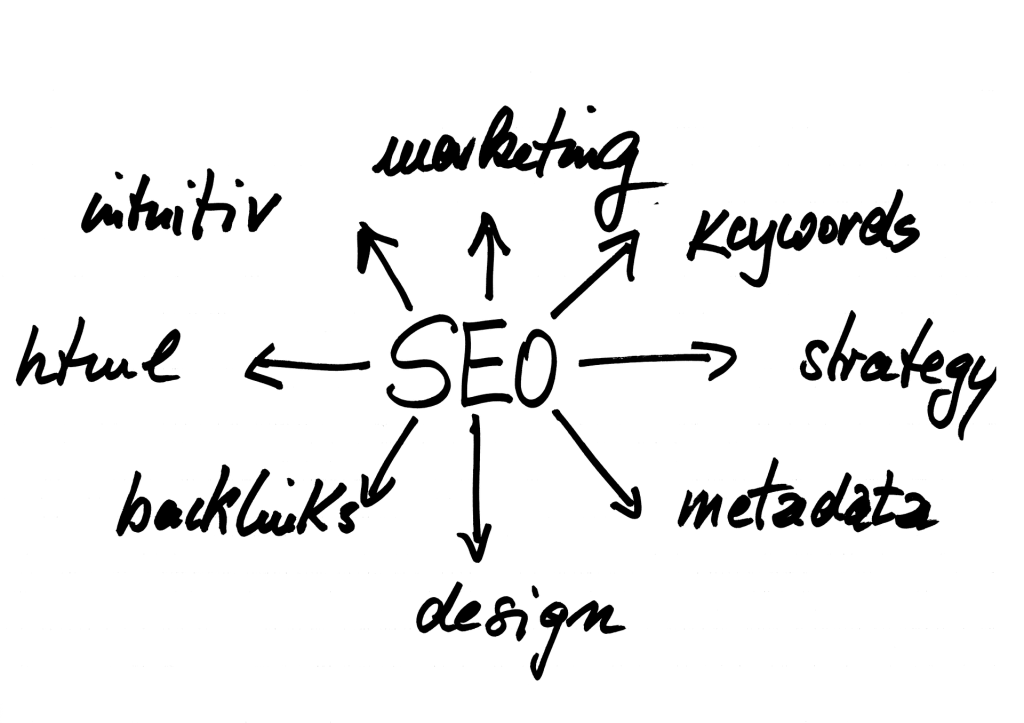 marketing
intuitiv
keywords
html
SEO
strategy
backlinks
metadata
design